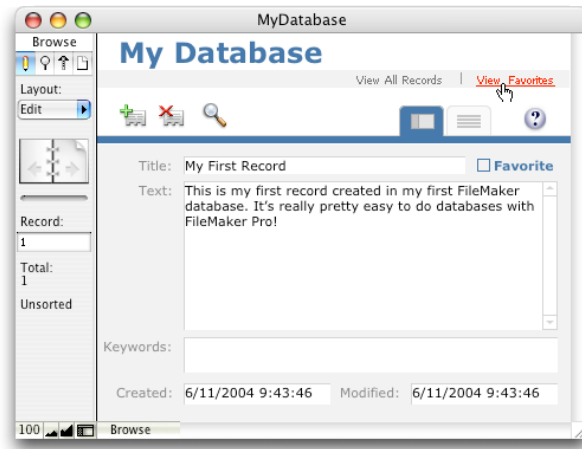 MyDatabase
Browse
My Database
View All Records | View Favorites
Layout:
Edit
Title: My First Record Favorite
Text: This is my first record created in my first FileMaker
database. It's really pretty easy to do databases with
FileMaker Pro!
Record:
1
Total:
1
Unsorted
Keywords:
Created: 6/11/2004 9:43:46 Modified: 6/11/2004 9:43:46
100 Browse